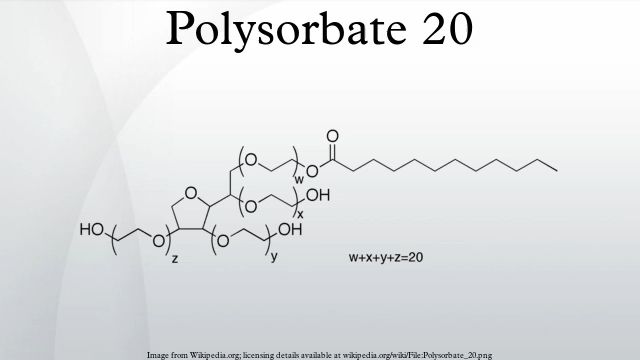 Polysorbate 20
O
O
w
O
O
OH
x
O
HO
O
z
O
OH
y
w+x+y+z=20
Image from Wikipedia.org; licensing details available at wikipedia.org/wiki/File:Polysorbate_20.png